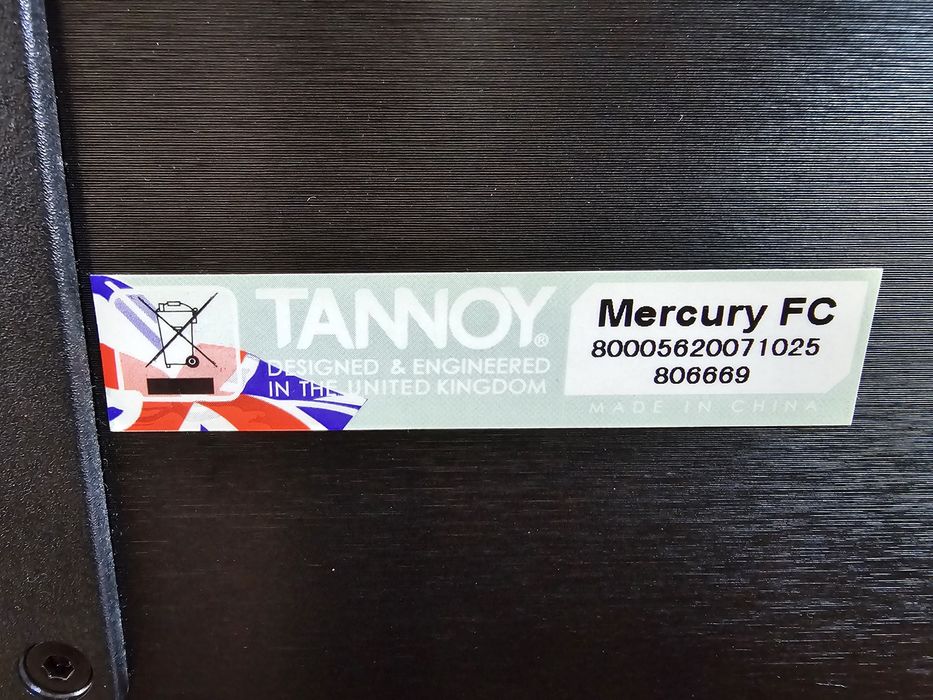 TANNOY®
DESIGNED & ENGINEERED
IN THE UNITED KINGDOM
Mercury FC
80005620071025
806669
MADE IN CHINA